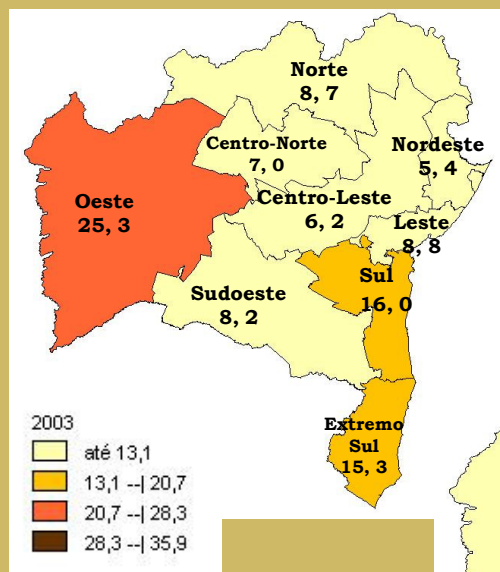 Norte
8, 7
Centro-Norte
7, 0
Nordeste
5, 4
Oeste
25, 3
Centro-Leste
6, 2
Leste
8, 8
Sul
16, 0
Sudoeste
8, 2
Extremo
Sul
15, 3
2003
até 13,1
13,1 --| 20,7
20,7 --| 28,3
28,3 --| 35,9